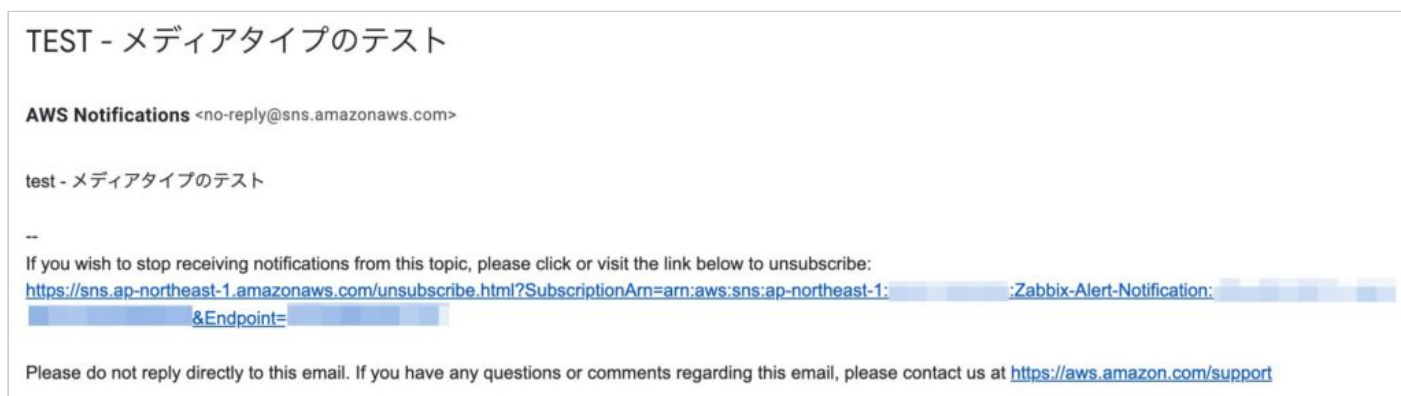 TEST - メディアタイプのテスト
AWS Notifications <no-reply@sns.amazonaws.com>
test - メディアタイプのテスト
--
If you wish to stop receiving notifications from this topic, please click or visit the link below to unsubscribe:
https://sns.ap-northeast-1.amazonaws.com/unsubscribe.html?SubscriptionArn=arn:aws:sns:ap-northeast-1: :Zabbix-Alert-Notification:
&Endpoint=
Please do not reply directly to this email. If you have any questions or comments regarding this email, please contact us at https://aws.amazon.com/support